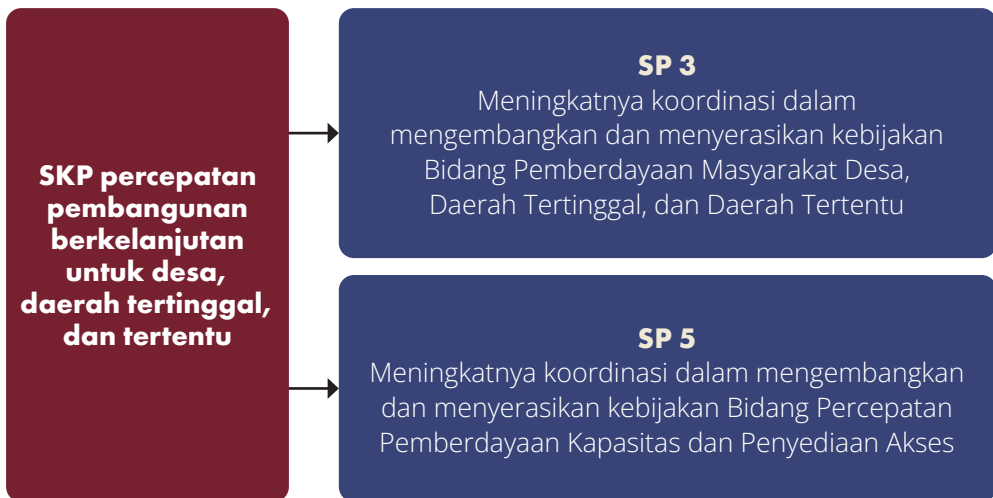 SKP percepatan
pembangunan
berkelanjutan
untuk desa,
daerah tertinggal,
dan tertentu
SP 3
Meningkatnya koordinasi dalam
mengembangkan dan menyerasikan kebijakan
Bidang Pemberdayaan Masyarakat Desa,
Daerah Tertinggal, dan Daerah Tertentu
SP 5
Meningkatnya koordinasi dalam mengembangkan
dan menyerasikan kebijakan Bidang Percepatan
Pemberdayaan Kapasitas dan Penyediaan Akses